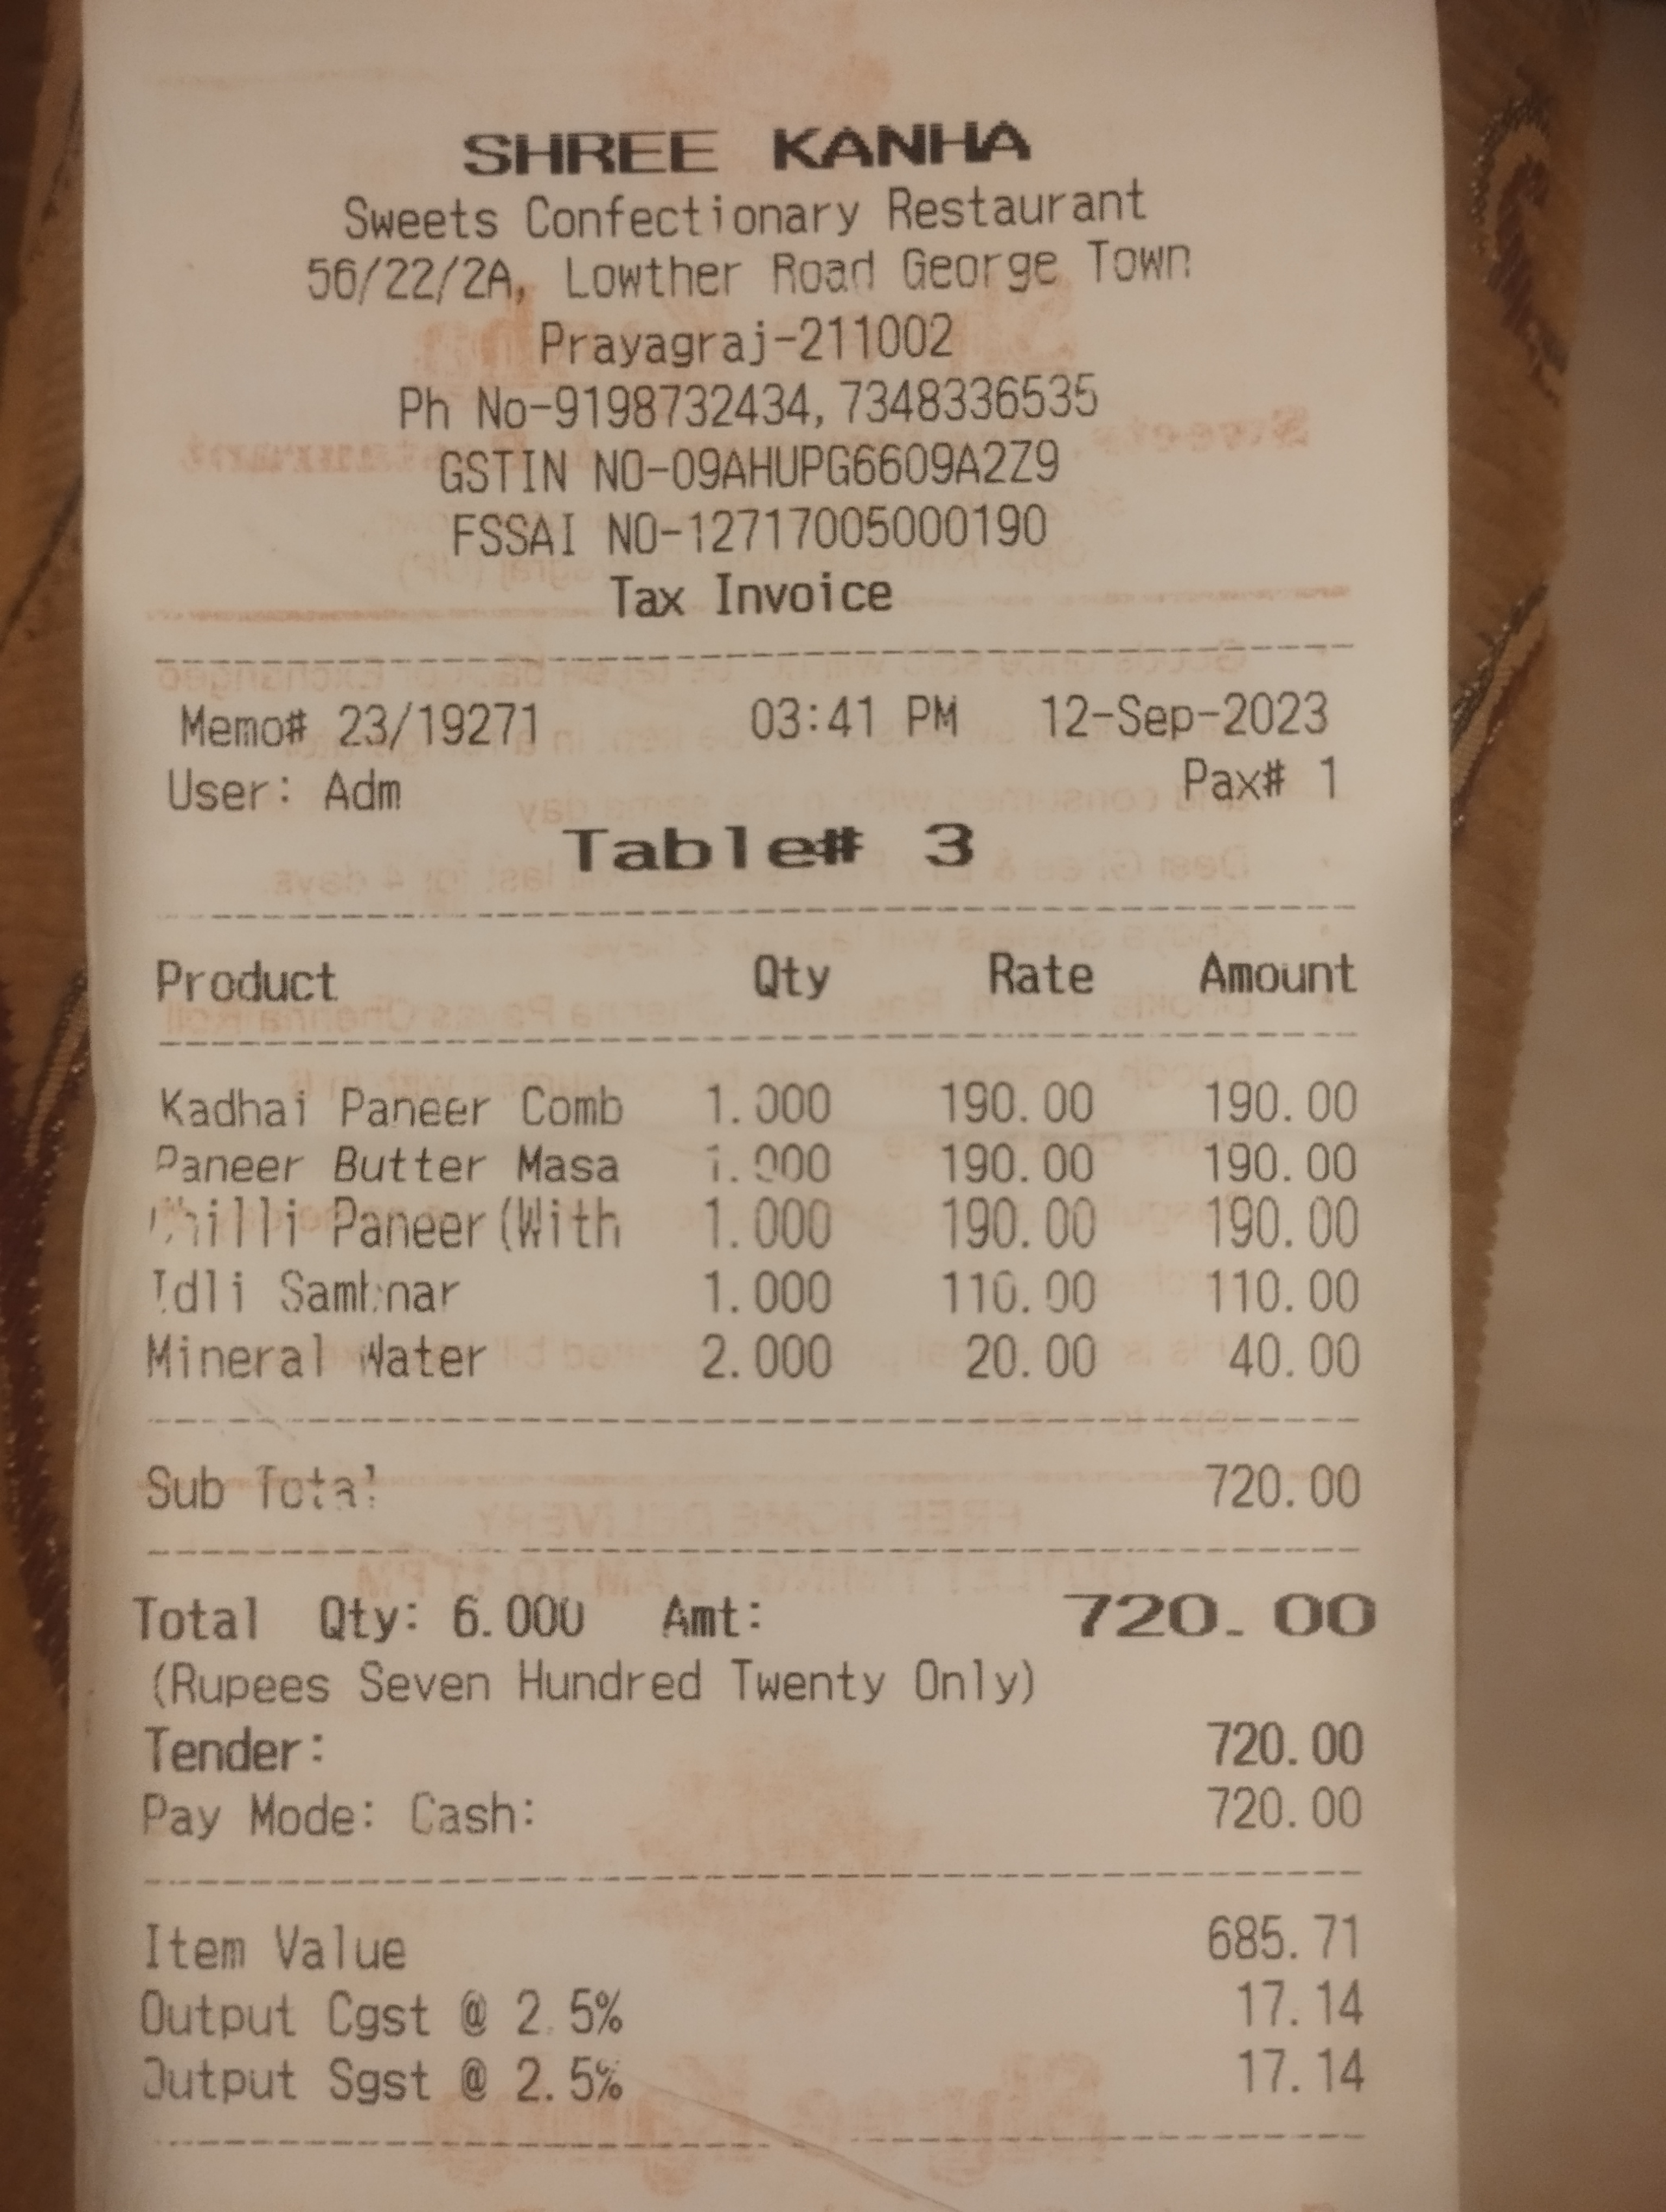 SHREE KANHA
Sweets Confectionary Restaurant
56/22/2A, Lowther Road George Town
Prayagraj-211002
Ph No-9198732434, 7348336535
GSTIN NO-09AHUPG6609A2Z9
FSSAI NO-12717005000190
Tax Invoice
Memo# 23/19271 03:41 PM 12-Sep-2023
User: Adm Pax# 1
Table# 3
Product Qty Rate Amount
Kadhai Paneer Comb 1.000 190.00 190.00
Paneer Butter Masa 1.000 190.00 190.00
Chilli Paneer(With 1.000 190.00 190.00
Idli Sambhar 1.000 110.00 110.00
Mineral Water 2.000 20.00 40.00
Sub Total 720.00
Total Qty: 6.000 Amt: 720.00
(Rupees Seven Hundred Twenty Only)
Tender: 720.00
Pay Mode: Cash: 720.00
Item Value 685.71
Output Cgst @ 2.5% 17.14
Output Sgst @ 2.5% 17.14